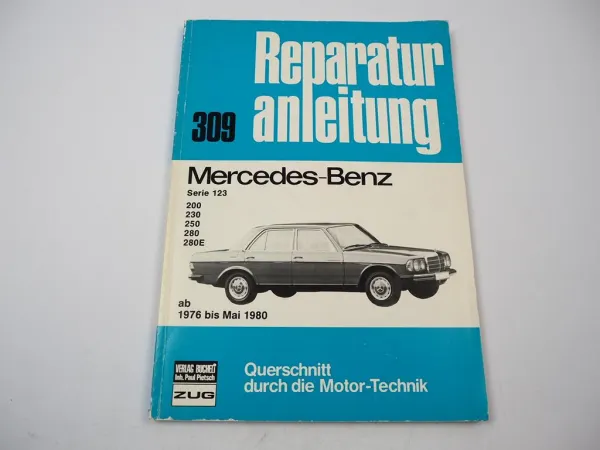 Reparatur
309 anleitung
Mercedes-Benz
Serie 123
200
230
250
280
280E
ab
1976 bis Mai 1980
VERLAG BUCHELI
Inh. Paul Pietsch
ZUG
Querschnitt
durch die Motor-Technik